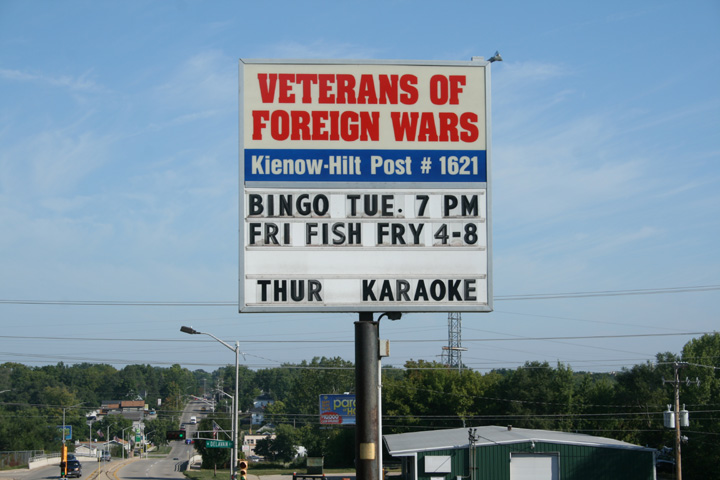 VETERANS OF
FOREIGN WARS
Kienow-Hilt Post # 1621
BINGO TUE. 7 PM
FRI FISH FRY 4-8
THUR KARAOKE